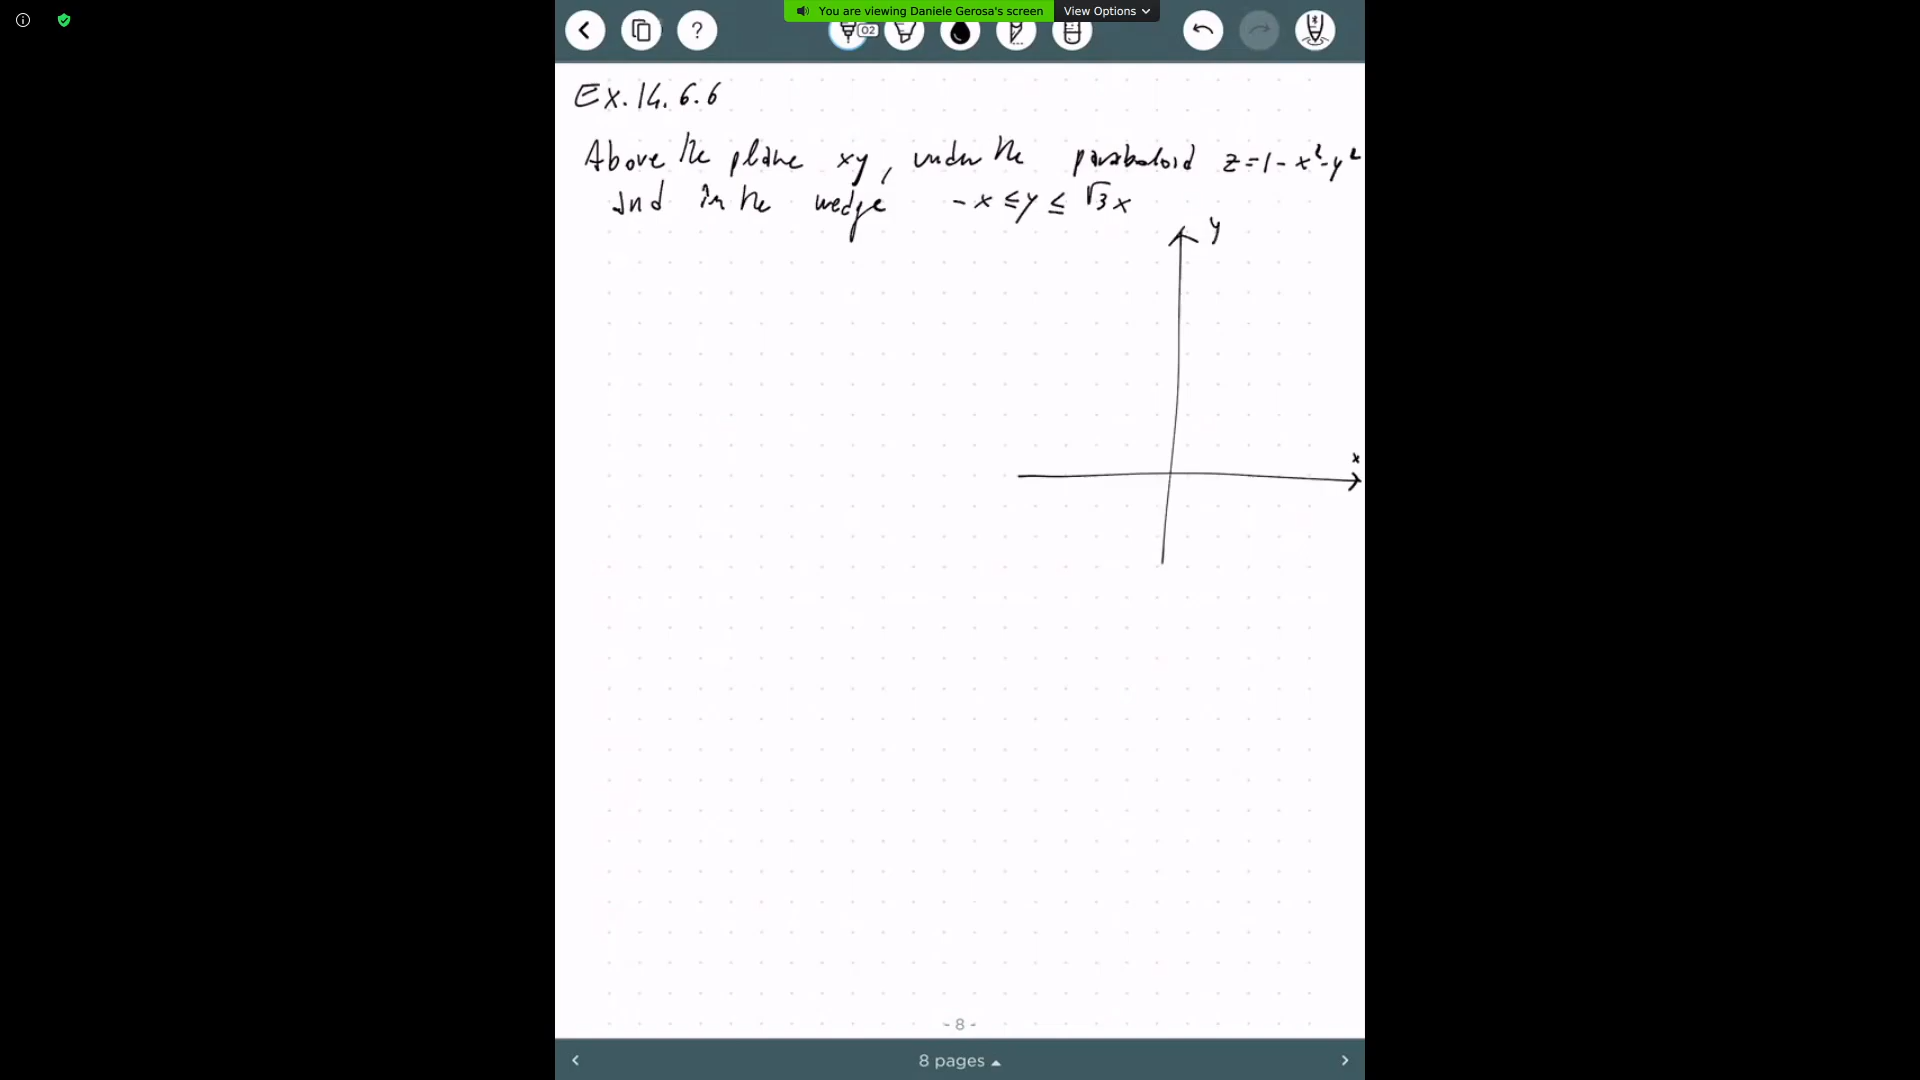 You are viewing Daniele Gerosa's screen View Options
02
Ex. 14.6.6
Above the plane xy, under the paraboloid z = 1 - x² - y²
and in the wedge -x ≤ y ≤ √3 x
y
x
- 8 -
8 pages